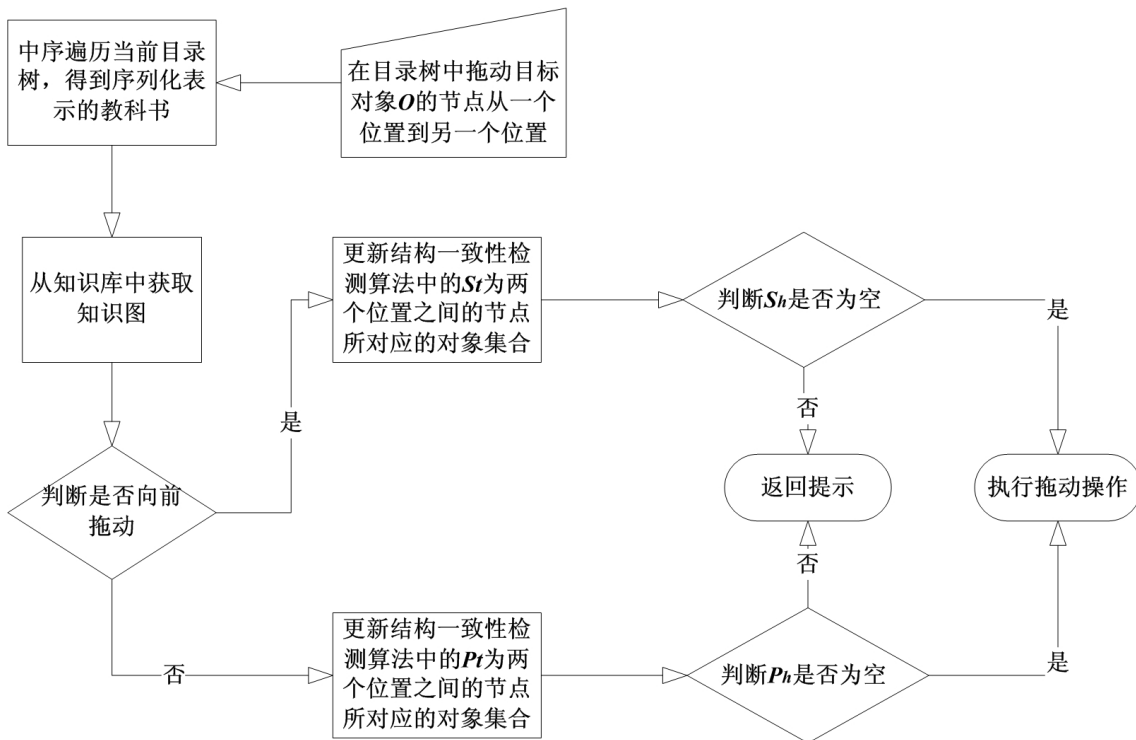 中序遍历当前目录
树，得到序列化表
示的教科书
在目录树中拖动目标
对象O的节点从一个
位置到另一个位置
从知识库中获取
知识图
更新结构一致性检
测算法中的St为两
个位置之间的节点
所对应的对象集合
判断Sh是否为空
是
是
否
判断是否向前
拖动
返回提示
执行拖动操作
否
否
更新结构一致性检
测算法中的Pt为两
个位置之间的节点
所对应的对象集合
判断Ph是否为空
是